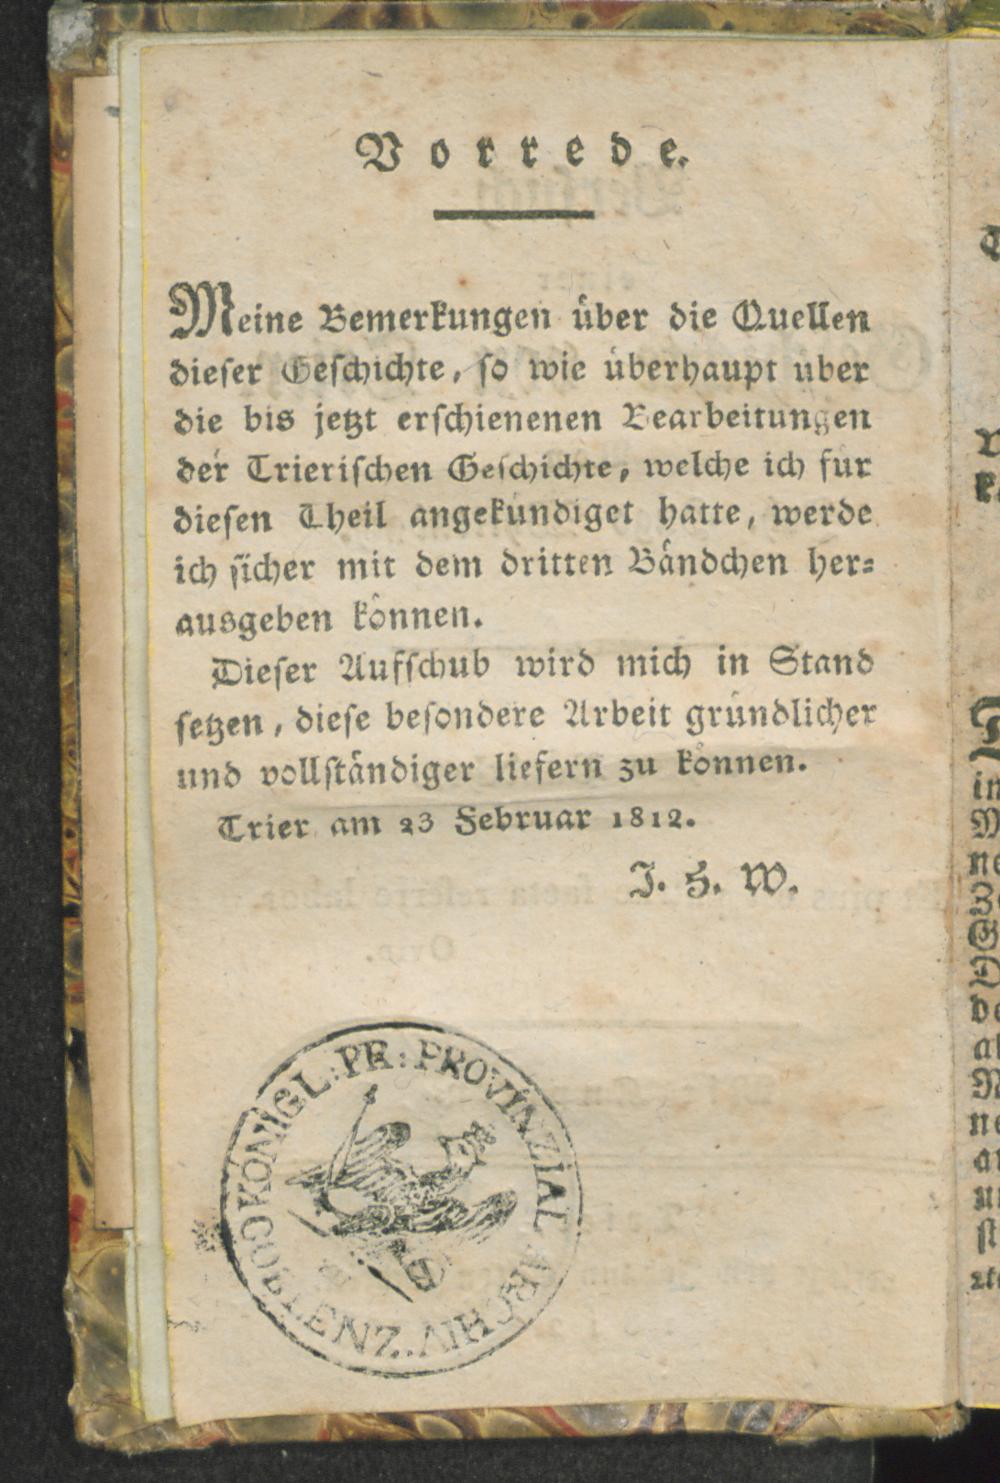 Vorrede.
Meine Bemerkungen über die Quellen
dieser Geschichte, so wie überhaupt uber
die bis jetzt erschienenen Bearbeitungen
der Trierischen Geschichte, welche ich fur
diesen Theil angekündiget hatte, werde
ich sicher mit dem dritten Bändchen her=
ausgeben können.
Dieser Aufschub wird mich in Stand
setzen, diese besondere Arbeit gründlicher
und vollständiger liefern zu können.
Trier am 23 Februar 1812.
J. H. W.
KÖNIGL: PR: PROVINZIAL ARCHIV..
COBLENZ